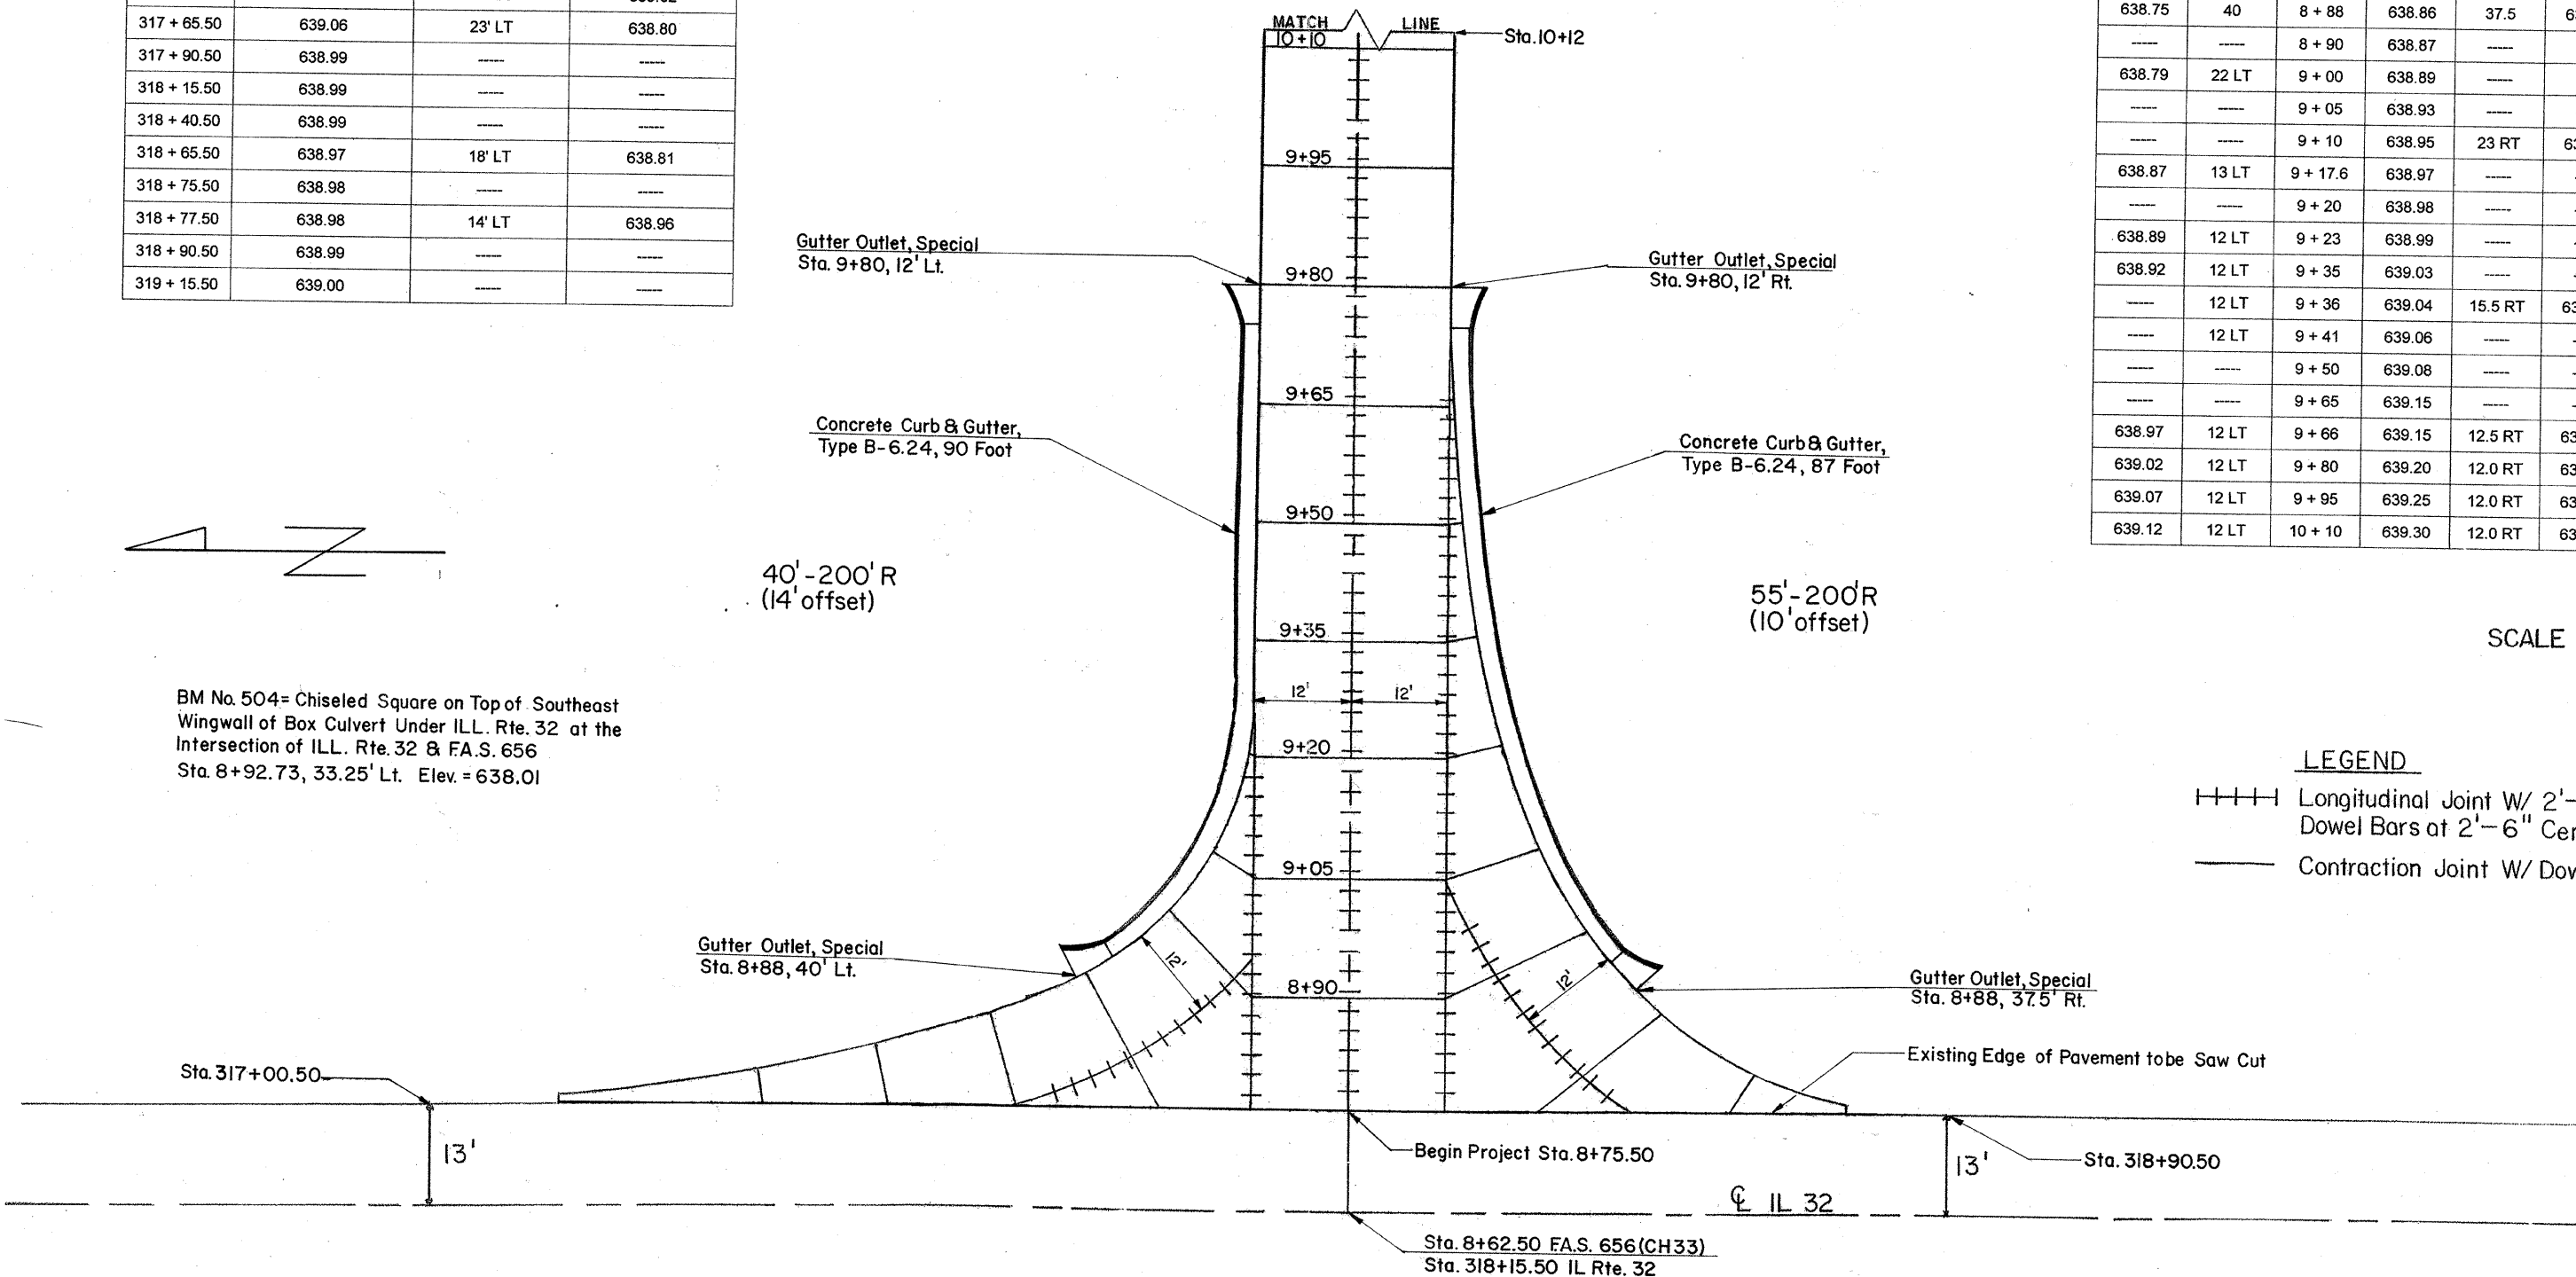 317 + 65.50 639.06 23' LT 638.80
317 + 90.50 638.99 ----- -----
318 + 15.50 638.99 ----- -----
318 + 40.50 638.99 ----- -----
318 + 65.50 638.97 18' LT 638.81
318 + 75.50 638.98 ----- -----
318 + 77.50 638.98 14' LT 638.96
318 + 90.50 638.99 ----- -----
319 + 15.50 639.00 ----- -----
MATCH LINE
10+10
Sta. 10+12
9+95
9+80
9+65
9+50
9+35
12' 12'
9+20
9+05
8+90
638.75 40 8 + 88 638.86 37.5
----- ----- 8 + 90 638.87 -----
638.79 22 LT 9 + 00 638.89 -----
----- ----- 9 + 05 638.93 -----
----- ----- 9 + 10 638.95 23 RT
638.87 13 LT 9 + 17.6 638.97 -----
----- ----- 9 + 20 638.98 -----
638.89 12 LT 9 + 23 638.99 -----
638.92 12 LT 9 + 35 639.03 -----
----- 12 LT 9 + 36 639.04 15.5 RT
----- 12 LT 9 + 41 639.06 -----
----- ----- 9 + 50 639.08 -----
----- ----- 9 + 65 639.15 -----
638.97 12 LT 9 + 66 639.15 12.5 RT
639.02 12 LT 9 + 80 639.20 12.0 RT
639.07 12 LT 9 + 95 639.25 12.0 RT
639.12 12 LT 10 + 10 639.30 12.0 RT
Gutter Outlet, Special
Sta. 9+80, 12' Lt.
Gutter Outlet, Special
Sta. 9+80, 12' Rt.
Concrete Curb & Gutter,
Type B-6.24, 90 Foot
Concrete Curb & Gutter,
Type B-6.24, 87 Foot
Z
40'-200' R
(14' offset)
55'-200' R
(10' offset)
SCALE
BM No. 504= Chiseled Square on Top of Southeast
Wingwall of Box Culvert Under ILL. Rte. 32 at the
Intersection of ILL. Rte. 32 & F.A.S. 656
Sta. 8+92.73, 33.25' Lt. Elev. = 638.01
LEGEND
Longitudinal Joint W/ 2'-
Dowel Bars at 2'-6" Cen
Contraction Joint W/ Dow
Gutter Outlet, Special
Sta. 8+88, 40' Lt.
12'
12'
Gutter Outlet, Special
Sta. 8+88, 37.5' Rt.
Existing Edge of Pavement to be Saw Cut
Sta. 317+00.50
13'
Begin Project Sta. 8+75.50
13'
Sta. 318+90.50
℄ IL 32
Sta. 8+62.50 F.A.S. 656 (CH33)
Sta. 318+15.50 IL Rte. 32